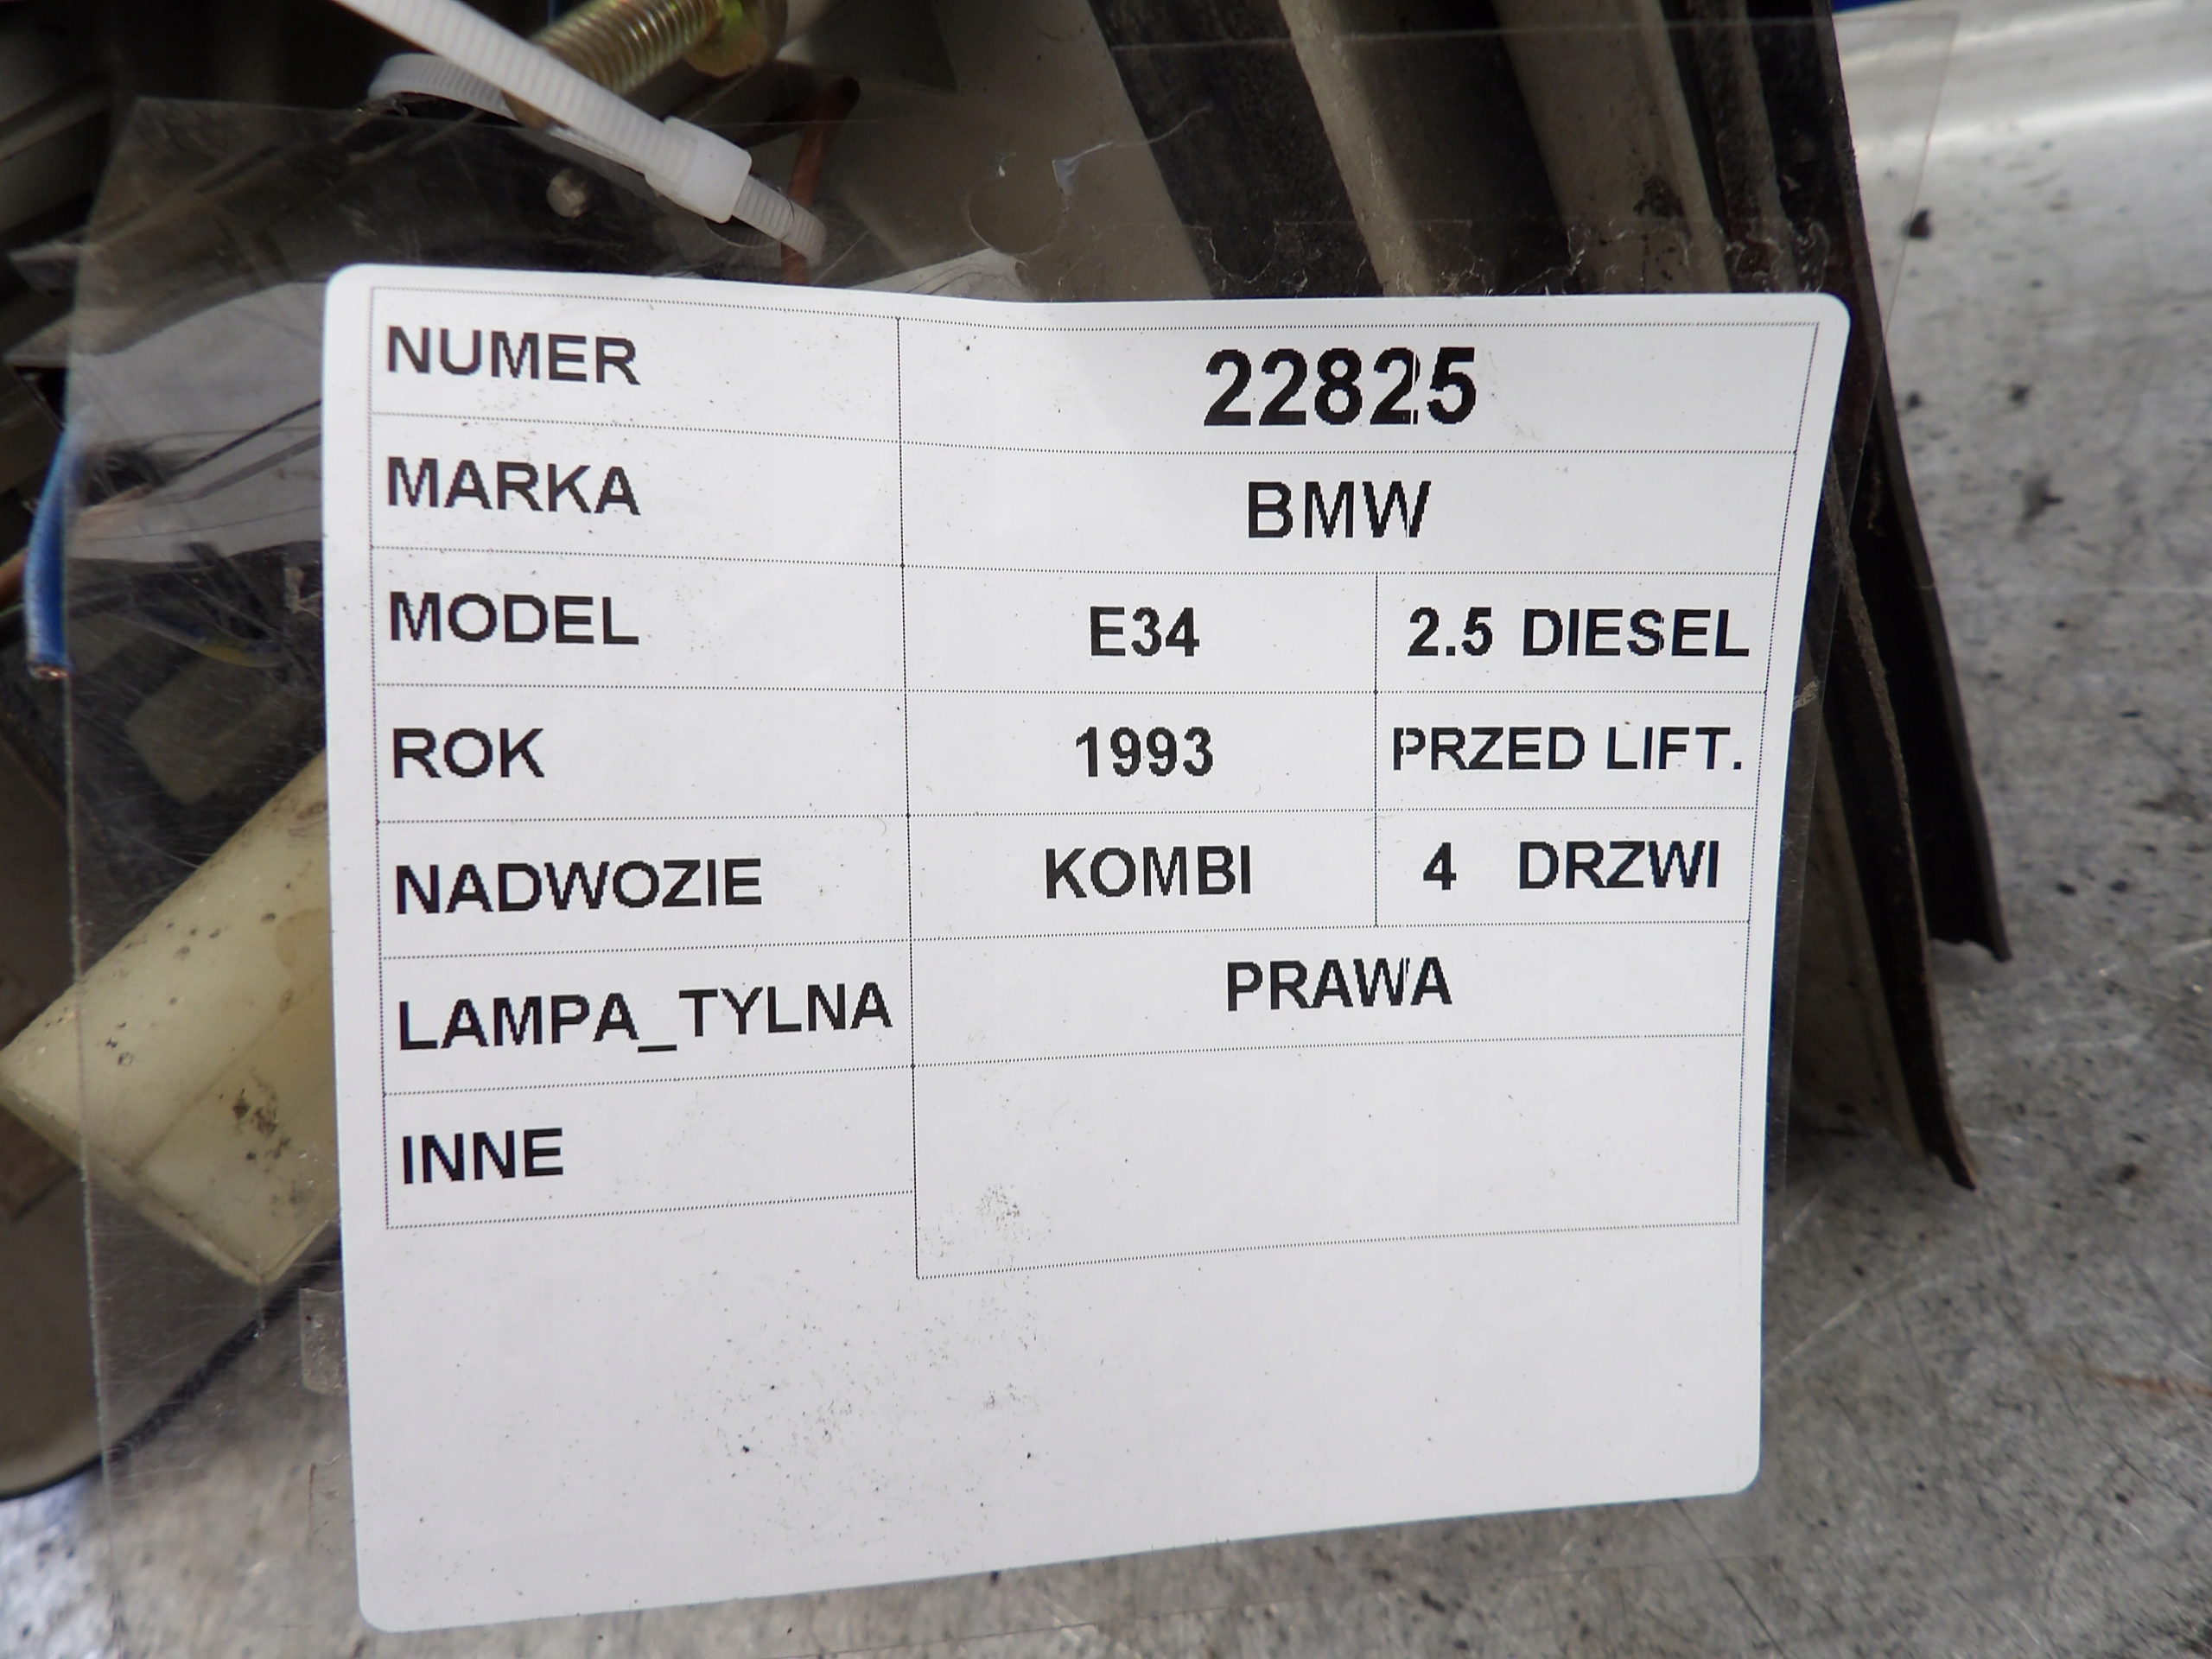 NUMER 22825
MARKA BMW
MODEL E34 2.5 DIESEL
ROK 1993 PRZED LIFT.
NADWOZIE KOMBI 4 DRZWI
LAMPA_TYLNA PRAWA
INNE